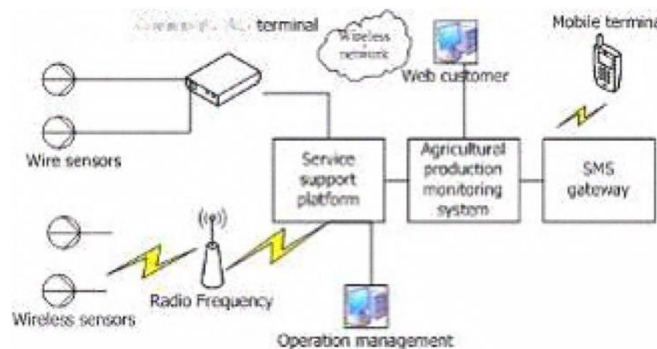 terminal
Wireless
network
Web customer
Mobile terminal
Wire sensors
Service
support
platform
Agricultural
production
monitoring
system
SMS
gateway
Radio Frequency
Wireless sensors
Operation management